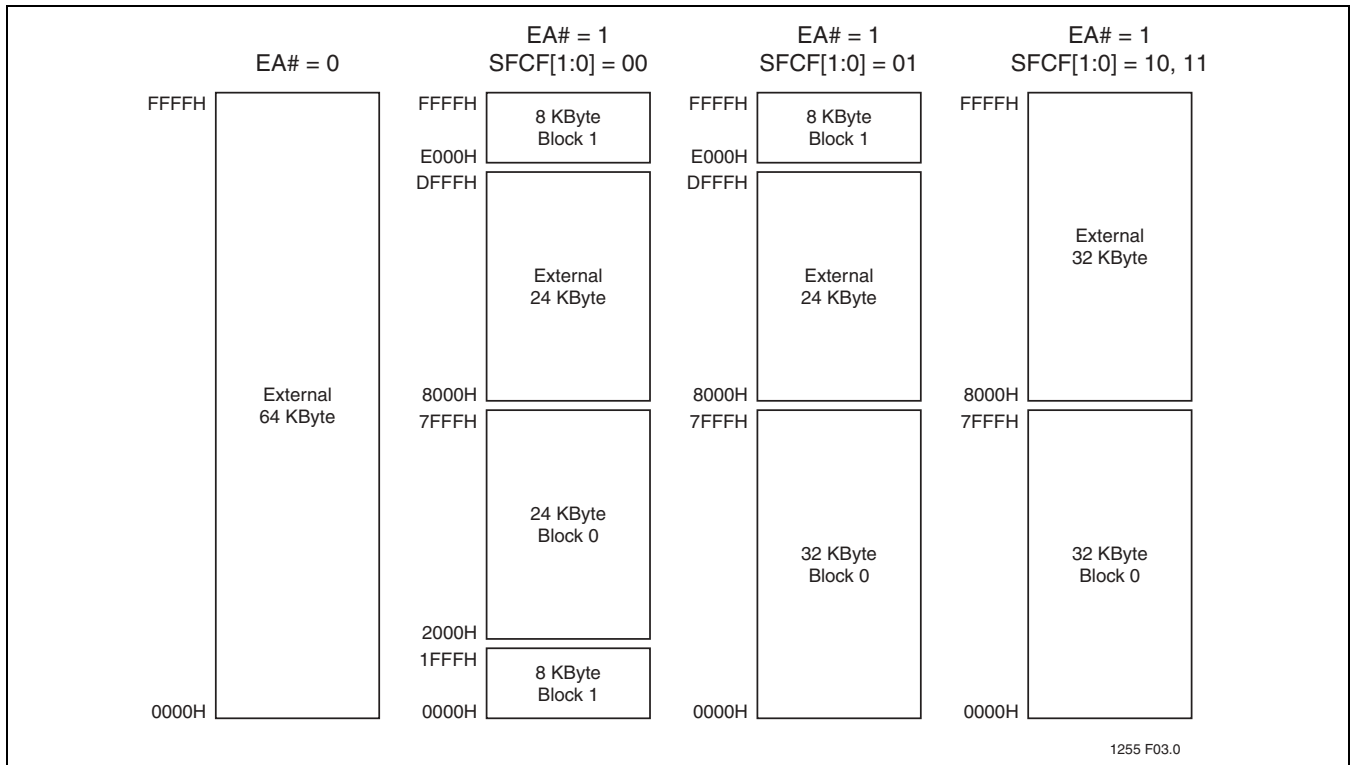 EA# = 0
FFFFH
External
64 KByte
0000H
EA# = 1
SFCF[1:0] = 00
FFFFH
8 KByte
Block 1
E000H
DFFFH
External
24 KByte
8000H
7FFFH
24 KByte
Block 0
2000H
1FFFH
8 KByte
Block 1
0000H
EA# = 1
SFCF[1:0] = 01
FFFFH
8 KByte
Block 1
E000H
DFFFH
External
24 KByte
8000H
7FFFH
32 KByte
Block 0
0000H
EA# = 1
SFCF[1:0] = 10, 11
FFFFH
External
32 KByte
8000H
7FFFH
32 KByte
Block 0
0000H
1255 F03.0